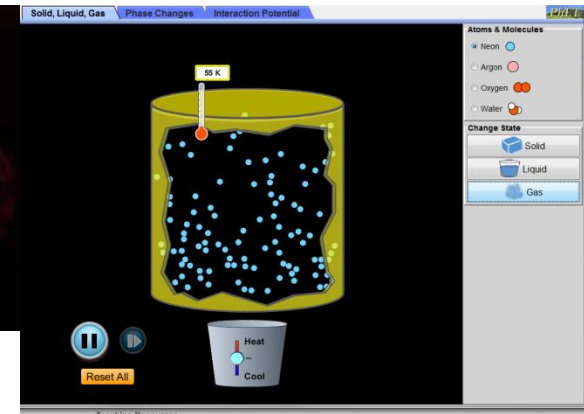 Solid, Liquid, Gas
Phase Changes
Interaction Potential
PhET
Atoms & Molecules
Neon
Argon
Oxygen
Water
Change State
Solid
Liquid
Gas
55 K
Heat
Cool
Reset All